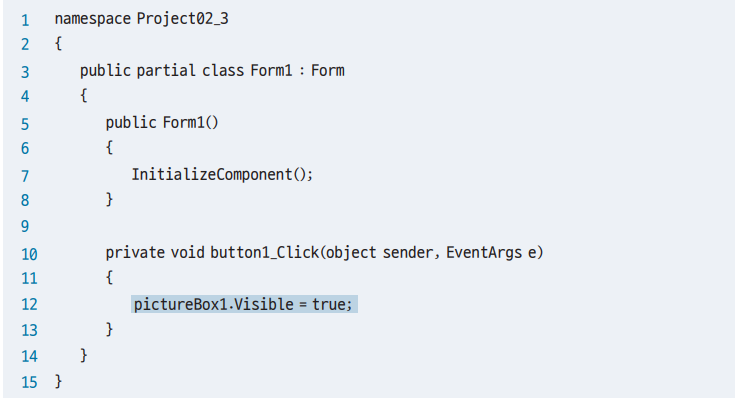 1 namespace Project02_3
2 {
3 public partial class Form1 : Form
4 {
5 public Form1()
6 {
7 InitializeComponent();
8 }
9
10 private void button1_Click(object sender, EventArgs e)
11 {
12 pictureBox1.Visible = true;
13 }
14 }
15 }